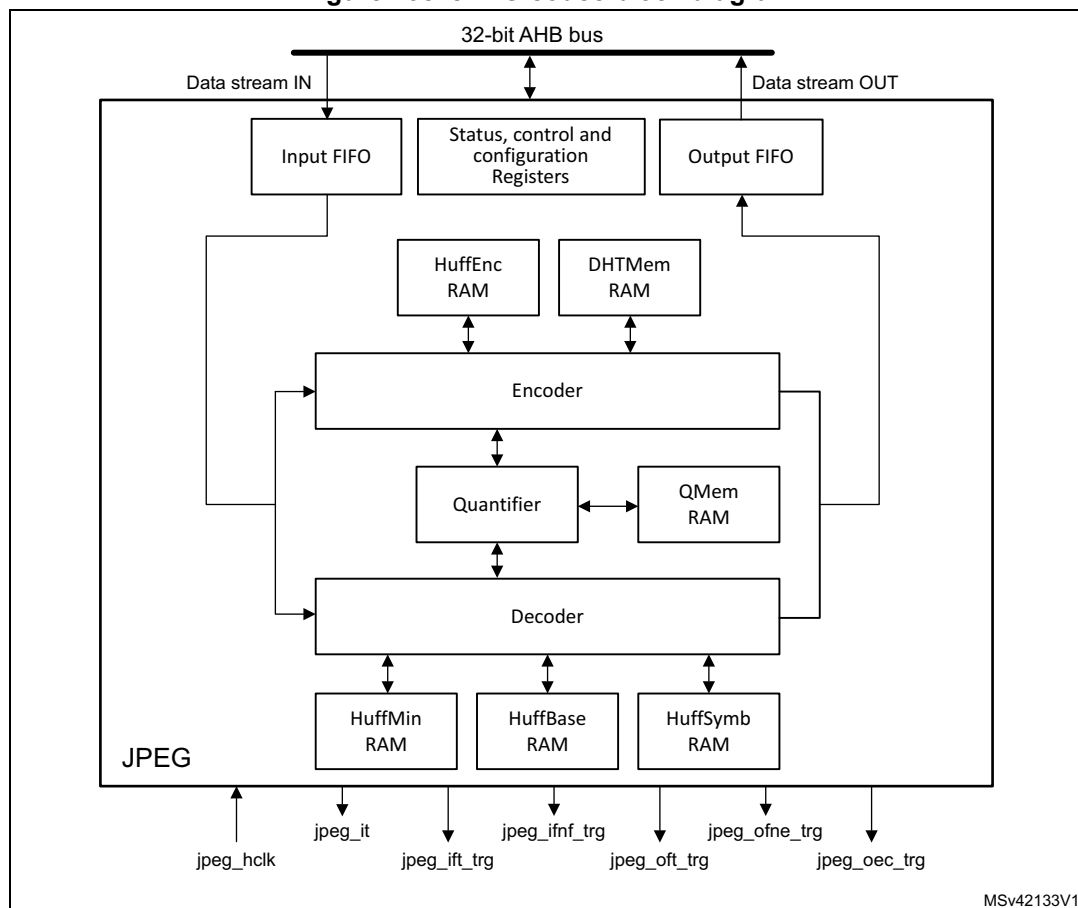 32-bit AHB bus
Data stream IN
Data stream OUT
Input FIFO
Status, control and
configuration
Registers
Output FIFO
HuffEnc
RAM
DHTMem
RAM
Encoder
Quantifier
QMem
RAM
Decoder
HuffMin
RAM
HuffBase
RAM
HuffSymb
RAM
JPEG
jpeg_hclk
jpeg_it
jpeg_ift_trg
jpeg_ifnf_trg
jpeg_oft_trg
jpeg_ofne_trg
jpeg_oec_trg
MSv42133V1